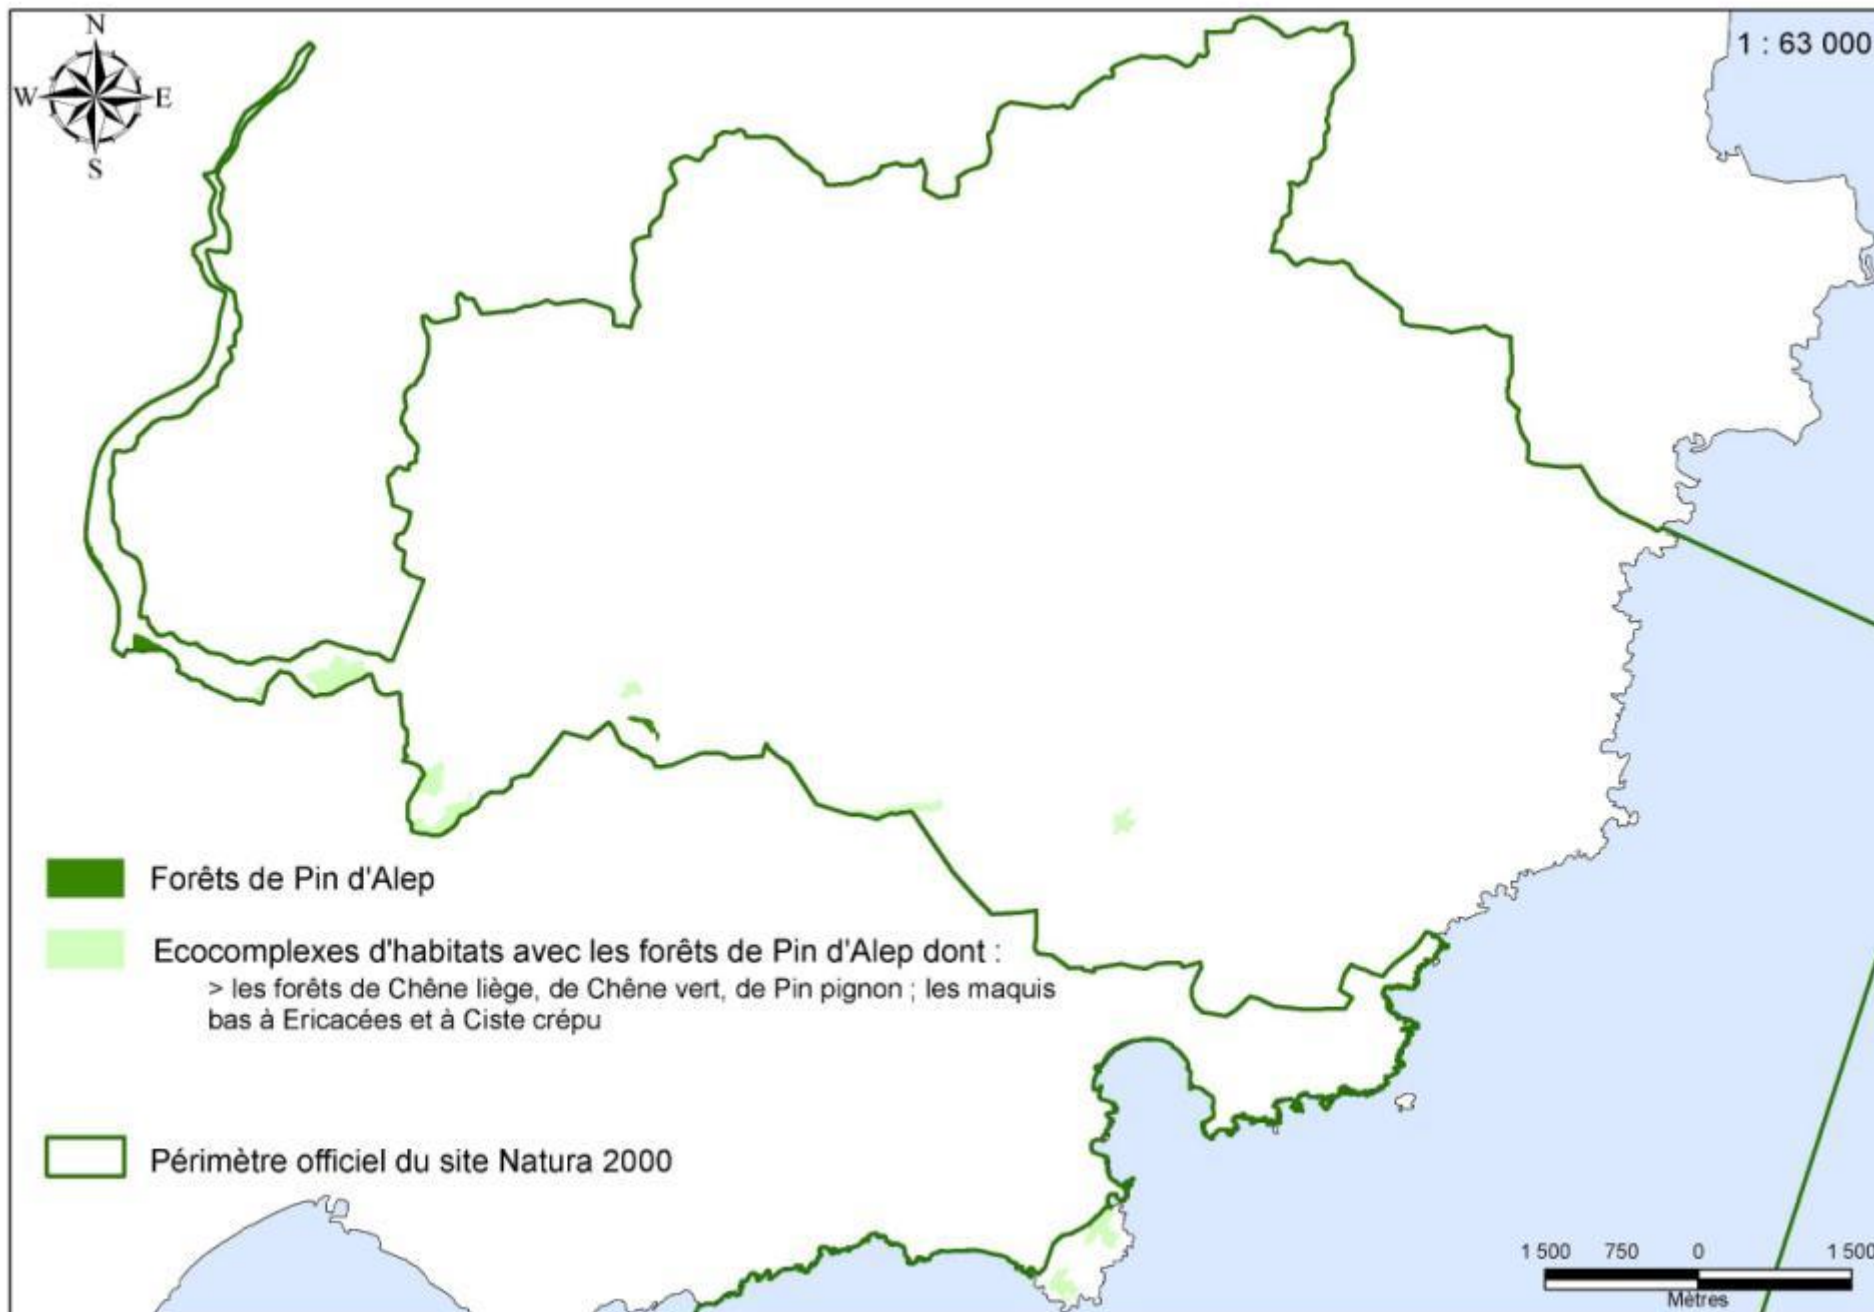 N
1 : 63 000
W E
S
Forêts de Pin d'Alep
Ecocomplexes d'habitats avec les forêts de Pin d'Alep dont :
> les forêts de Chêne liège, de Chêne vert, de Pin pignon ; les maquis
bas à Ericacées et à Ciste crépu
Périmètre officiel du site Natura 2000
1 500 750 0 1 500
Mètres